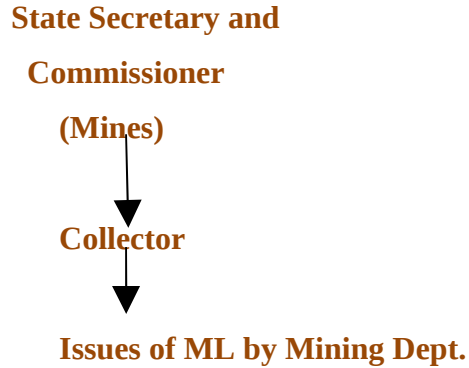 State Secretary and
Commissioner
(Mines)
Collector
Issues of ML by Mining Dept.